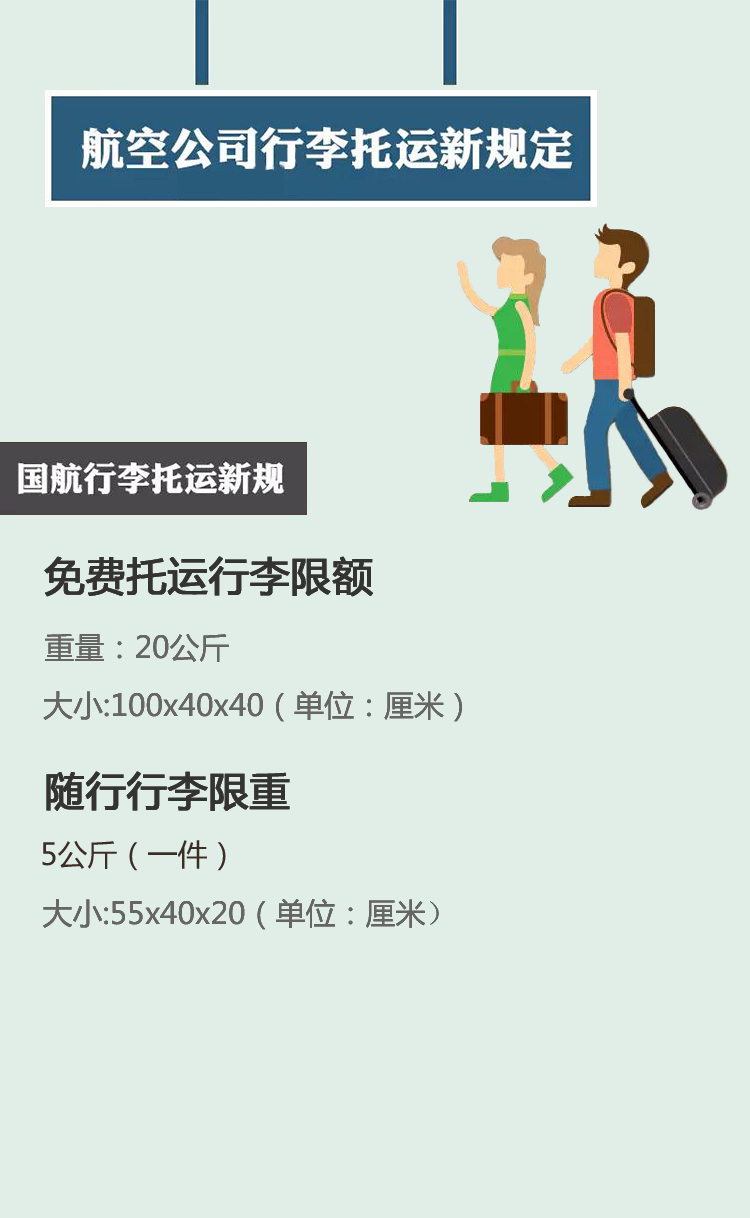 航空公司行李托运新规定
国航行李托运新规
免费托运行李限额
重量：20公斤
大小:100x40x40（单位：厘米）
随行行李限重
5公斤（一件）
大小:55x40x20（单位：厘米）